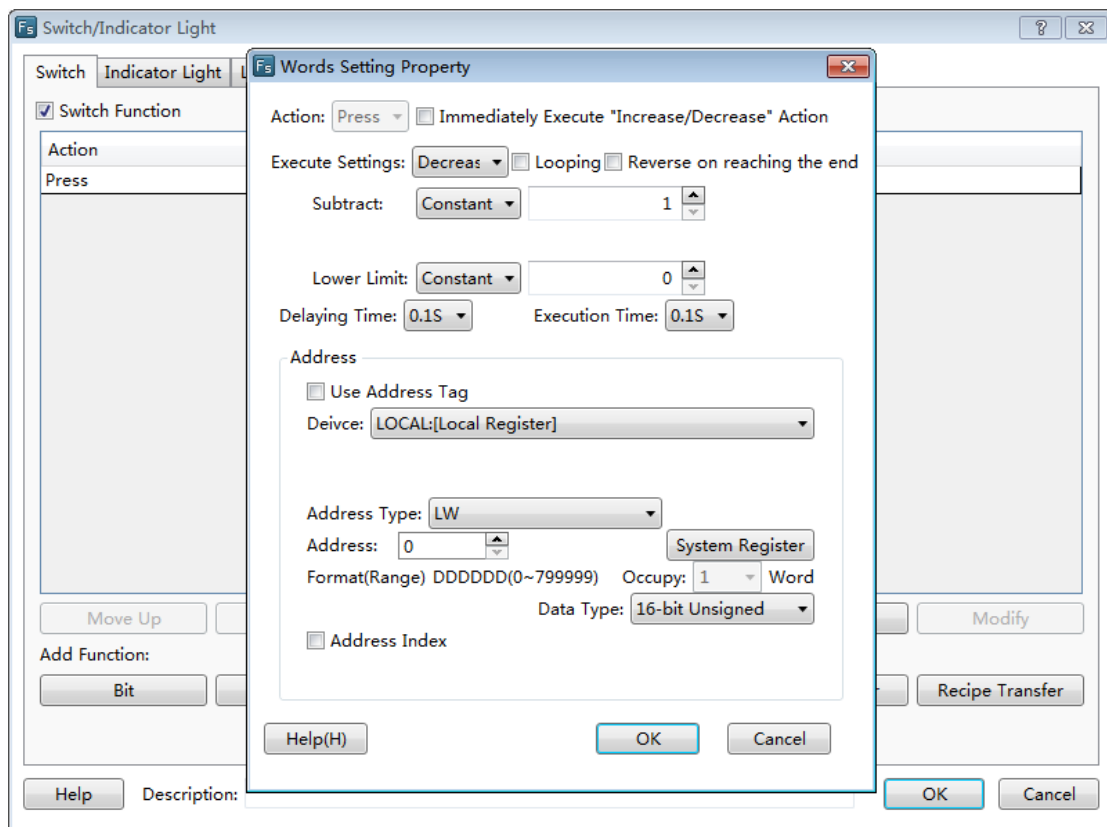 Fs Switch/Indicator Light
Switch Indicator Light
Switch Function
Action
Press
Move Up Modify
Add Function:
Bit Recipe Transfer
Help Description: OK Cancel
Fs Words Setting Property
Action: Press Immediately Execute "Increase/Decrease" Action
Execute Settings: Decreas Looping Reverse on reaching the end
Subtract: Constant 1
Lower Limit: Constant 0
Delaying Time: 0.1S Execution Time: 0.1S
Address
Use Address Tag
Deivce: LOCAL:[Local Register]
Address Type: LW
Address: 0 System Register
Format(Range) DDDDDD(0~799999) Occupy: 1 Word
Data Type: 16-bit Unsigned
Address Index
Help(H) OK Cancel